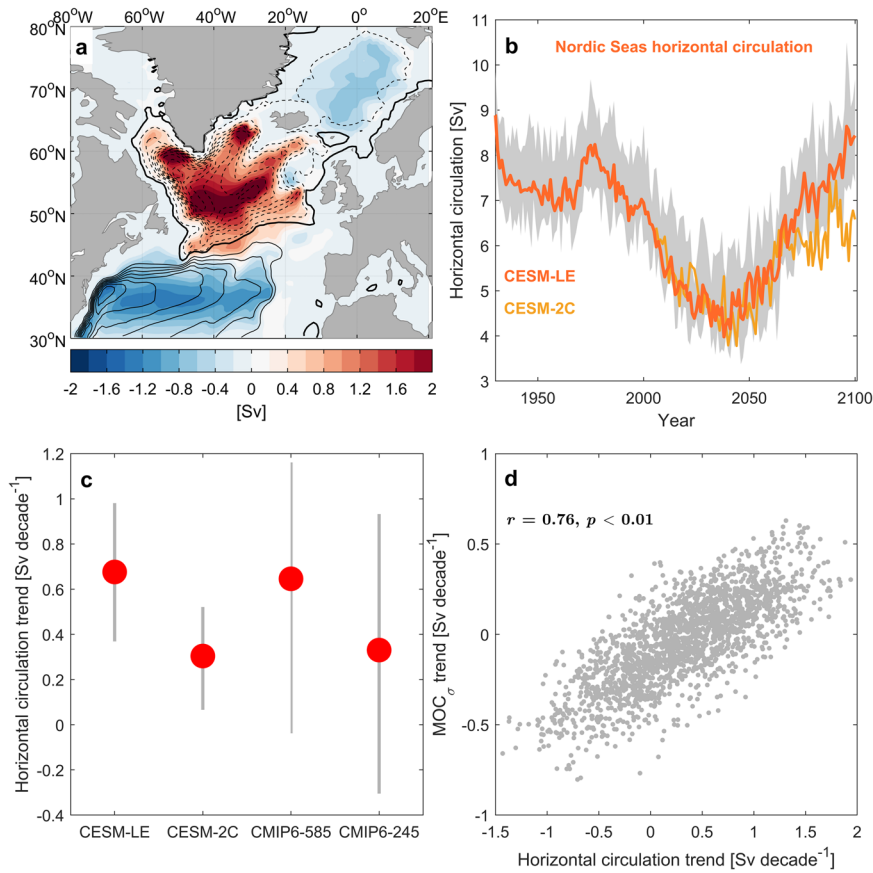 80°W 60°W 40°W 20°W 0° 20°E
80°N
a
70°N
60°N
50°N
40°N
30°N
-2 -1.6 -1.2 -0.8 -0.4 0 0.4 0.8 1.2 1.6 2
[Sv]
11
b
Nordic Seas horizontal circulation
10
9
8
7
6
5
4
3
Horizontal circulation [Sv]
CESM-LE
CESM-2C
1950 2000 2050 2100
Year
1.2
c
1
0.8
0.6
0.4
0.2
0
-0.2
-0.4
Horizontal circulation trend [Sv decade⁻¹]
CESM-LE CESM-2C CMIP6-585 CMIP6-245
1
d
r = 0.76, p < 0.01
0.5
0
-0.5
-1
MOCσ trend [Sv decade⁻¹]
-1.5 -1 -0.5 0 0.5 1 1.5 2
Horizontal circulation trend [Sv decade⁻¹]